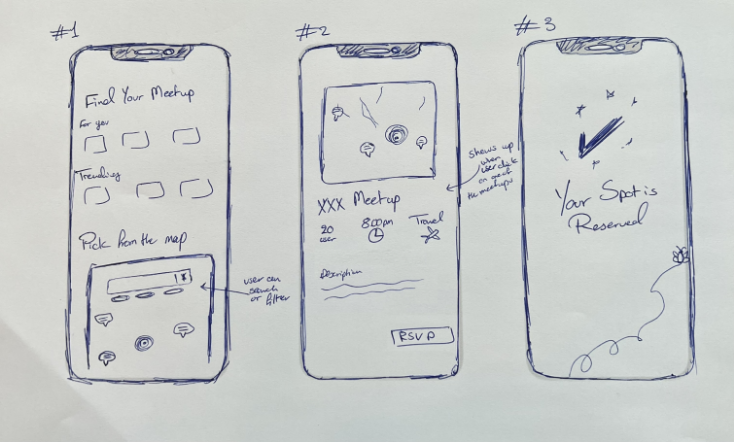 #1
Find Your Meetup
For you
Trending
Pick from the map
user can
search
or filter
#2
XXX Meetup
20
user
8:00pm
Travel
Description
RSVP
shows up
when
user click
on one of
the meetups
#3
Your Spot is
Reserved